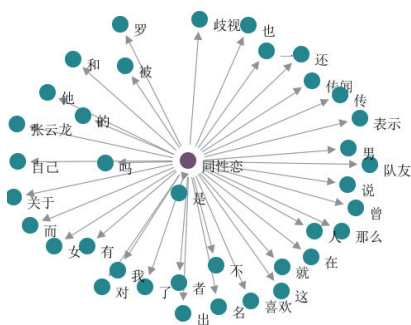 罗
歧视
也
一
还
和
被
传闻
他
传
的
表示
张云龙
男
自己
吗
同性恋
队友
说
是
关于
曾
而
人
那么
女
有
不
在
我
就
对
了
者
这
出
名
喜欢